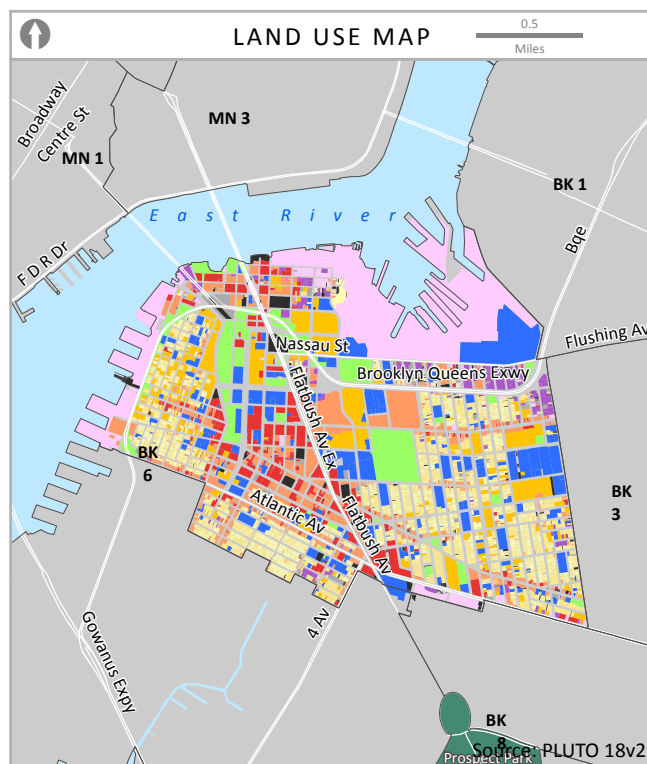 LAND USE MAP
0.5
Miles
Broadway
Centre St
MN 3
MN 1
BK 1
East River
Bqe
F D R Dr
Flushing Av
Nassau St
Brooklyn Queens Exwy
Flatbush Av Ex
BK
6
BK
3
Atlantic Av
Flatbush Av
4 Av
Gowanus Expy
BK
8
Source: PLUTO 18v2
Prospect Park